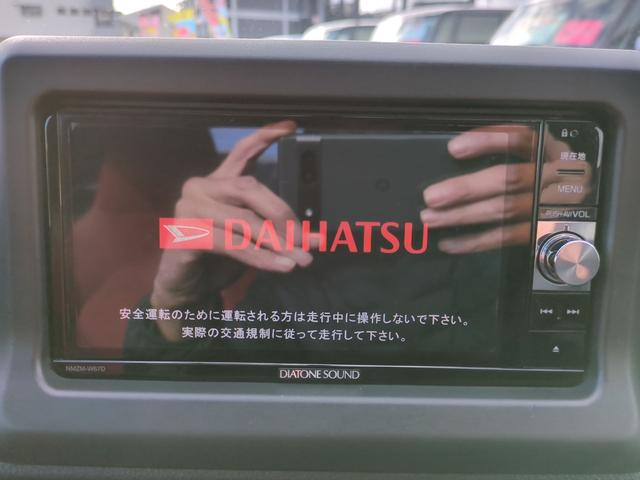 現在地
MENU
PUSH AV/VOL
DAIHATSU
安全運転のために運転される方は走行中に操作しないで下さい。
実際の交通規制に従って走行して下さい。
NMZM-W67D
DIATONE SOUND